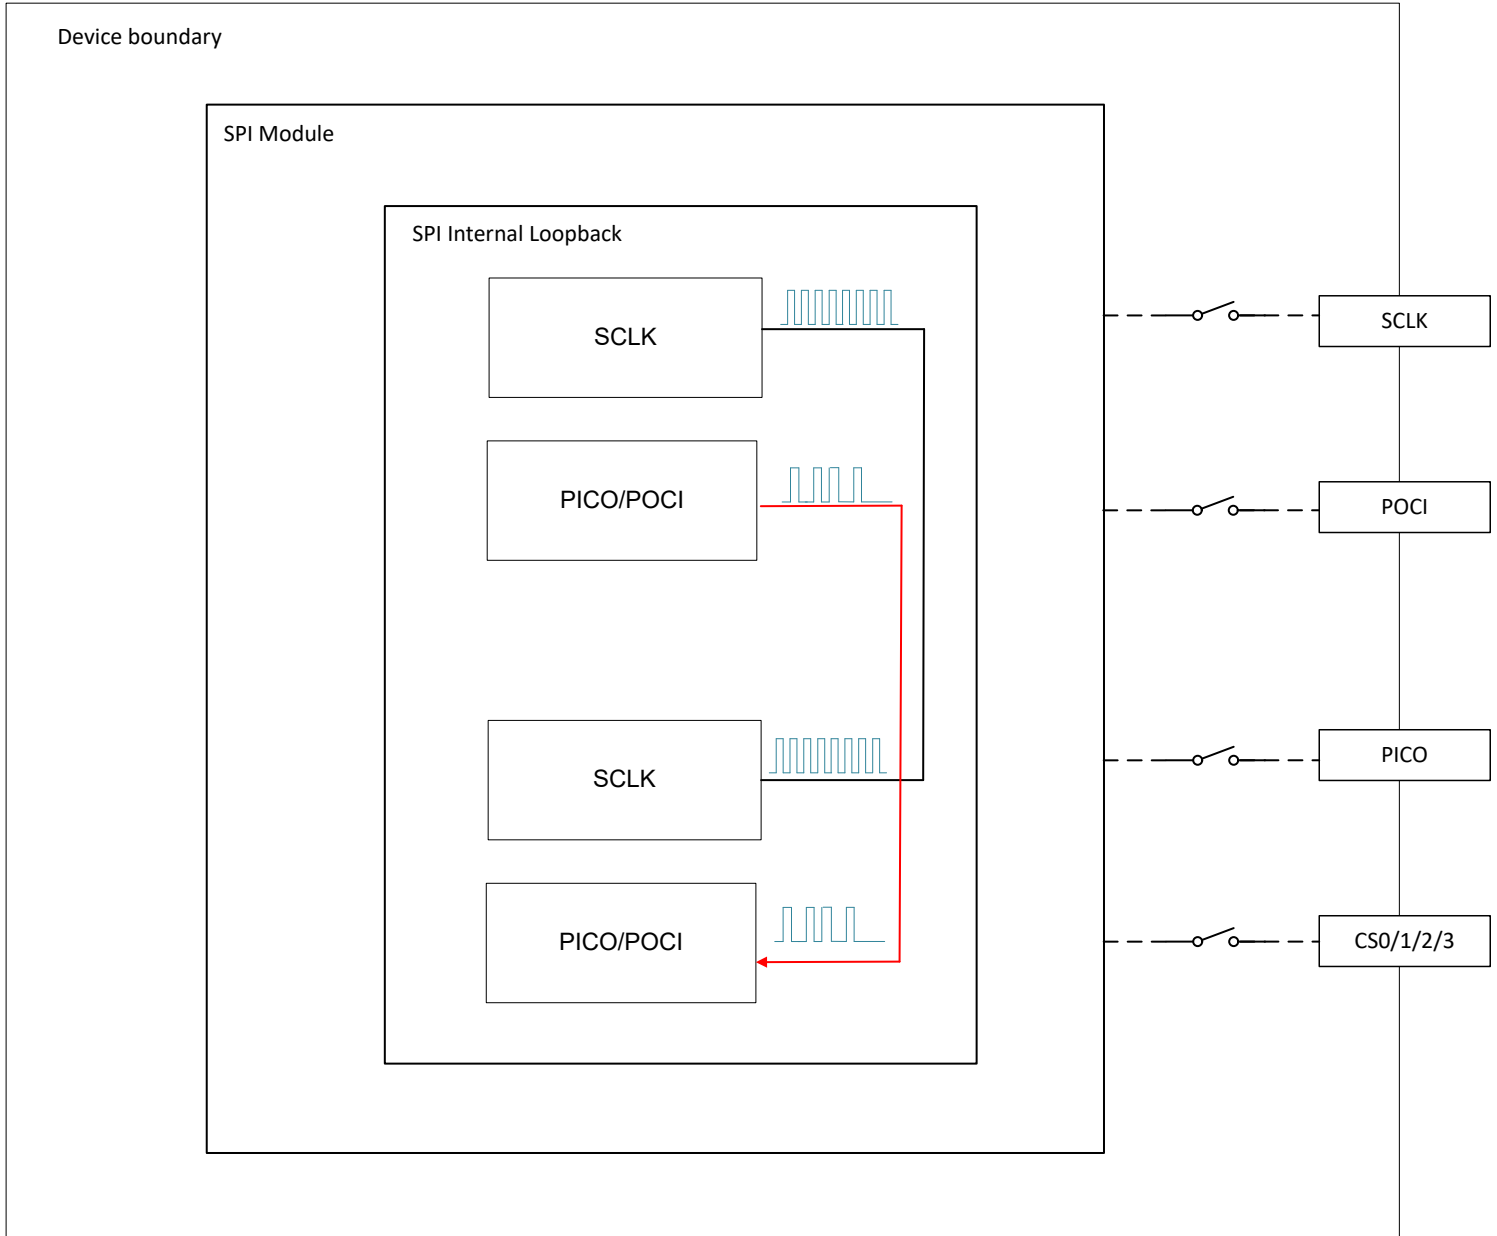 Device boundary
SPI Module
SPI Internal Loopback
SCLK
SCLK
PICO/POCI
POCI
SCLK
PICO
PICO/POCI
CS0/1/2/3